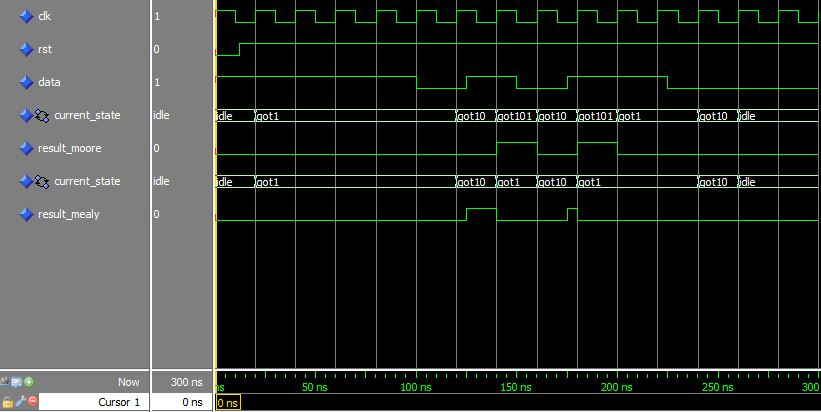 clk 1
rst 0
data 1
current_state idle idle got1 got10 got101 got10 got101 got1 got10 idle
result_moore 0
current_state idle idle got1 got10 got1 got10 got1 got10 idle
result_mealy 0
Now 300 ns ns 50 ns 100 ns 150 ns 200 ns 250 ns 300
Cursor 1 0 ns 0 ns